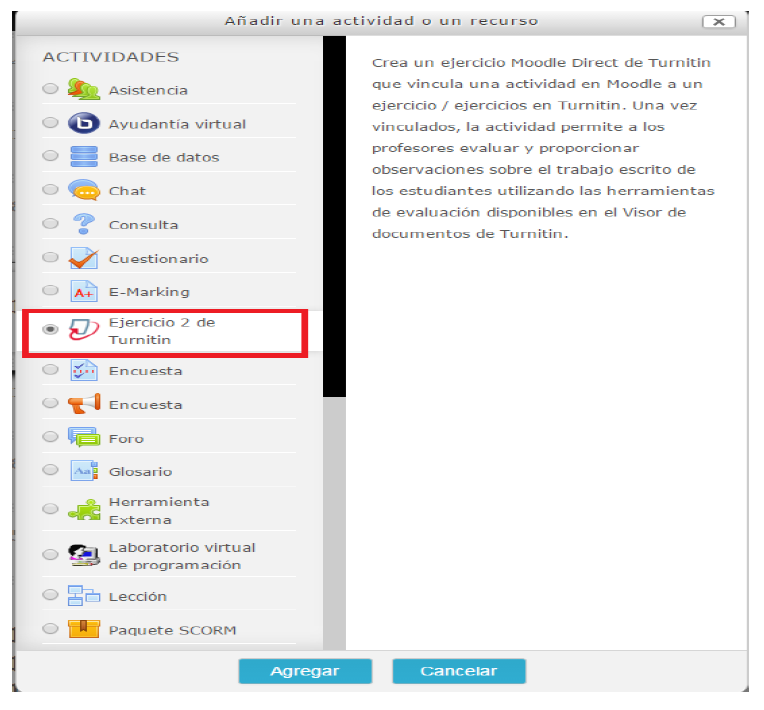 Añadir una actividad o un recurso
ACTIVIDADES
Asistencia
Ayudantía virtual
Base de datos
Chat
Consulta
Cuestionario
E-Marking
Ejercicio 2 de
Turnitin
Encuesta
Encuesta
Foro
Glosario
Herramienta
Externa
Laboratorio virtual
de programación
Lección
Paquete SCORM
Crea un ejercicio Moodle Direct de Turnitin
que vincula una actividad en Moodle a un
ejercicio / ejercicios en Turnitin. Una vez
vinculados, la actividad permite a los
profesores evaluar y proporcionar
observaciones sobre el trabajo escrito de
los estudiantes utilizando las herramientas
de evaluación disponibles en el Visor de
documentos de Turnitin.
Agregar
Cancelar